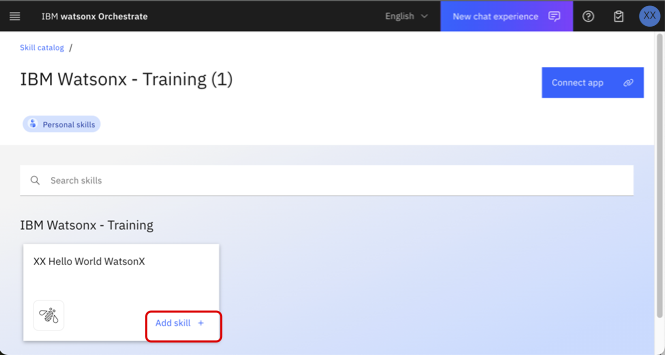 IBM watsonx Orchestrate
English
New chat experience
XX
Skill catalog /
IBM Watsonx - Training (1)
Connect app
Personal skills
Search skills
IBM Watsonx - Training
XX Hello World WatsonX
Add skill +